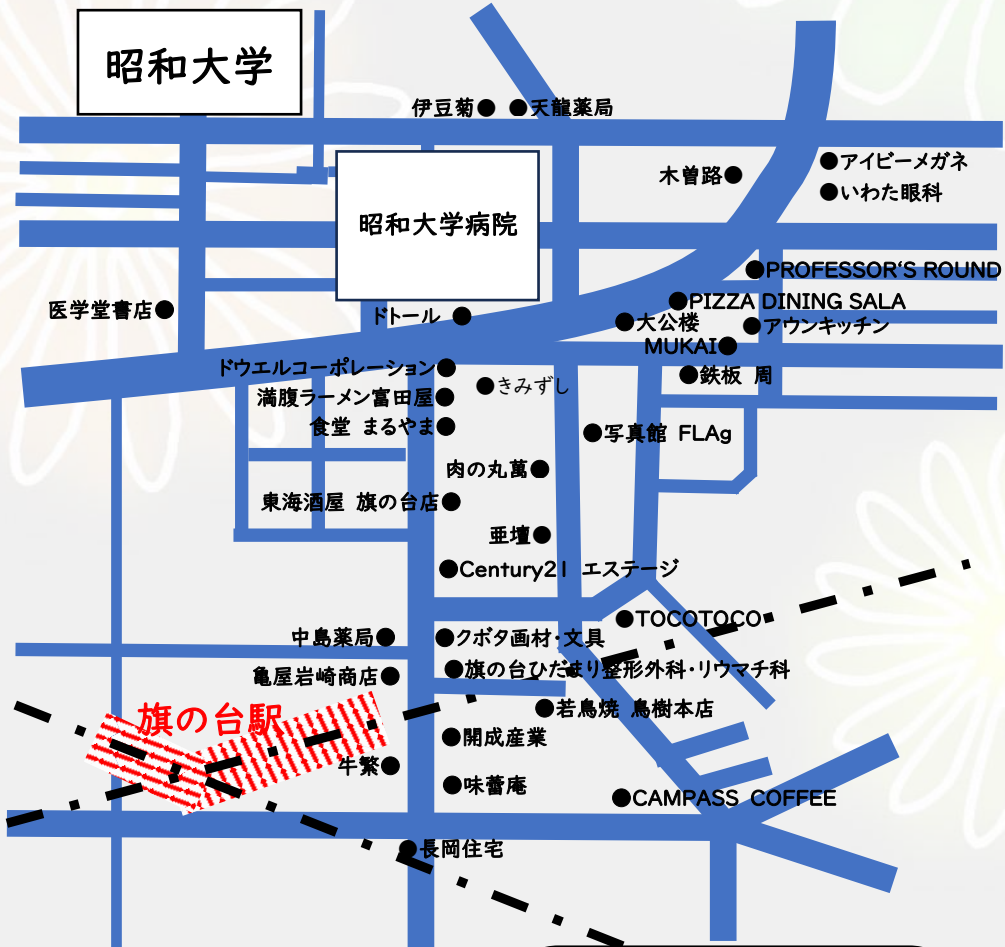 昭和大学
伊豆菊
天龍薬局
アイビーメガネ
木曽路
いわた眼科
昭和大学病院
PROFESSOR'S ROUND
PIZZA DINING SALA
医学堂書店
ドトール
大公楼
アウンキッチン
MUKAI
ドウエルコーポレーション
鉄板 周
きみずし
満腹ラーメン富田屋
食堂 まるやま
写真館 FLAg
肉の丸萬
東海酒屋 旗の台店
亜壇
Century21 エステージ
TOCOTOCO
中島薬局
クボタ画材・文具
旗の台ひだまり整形外科・リウマチ科
亀屋岩崎商店
若鳥焼 鳥樹本店
旗の台駅
開成産業
牛繁
味蕾庵
CAMPASS COFFEE
長岡住宅